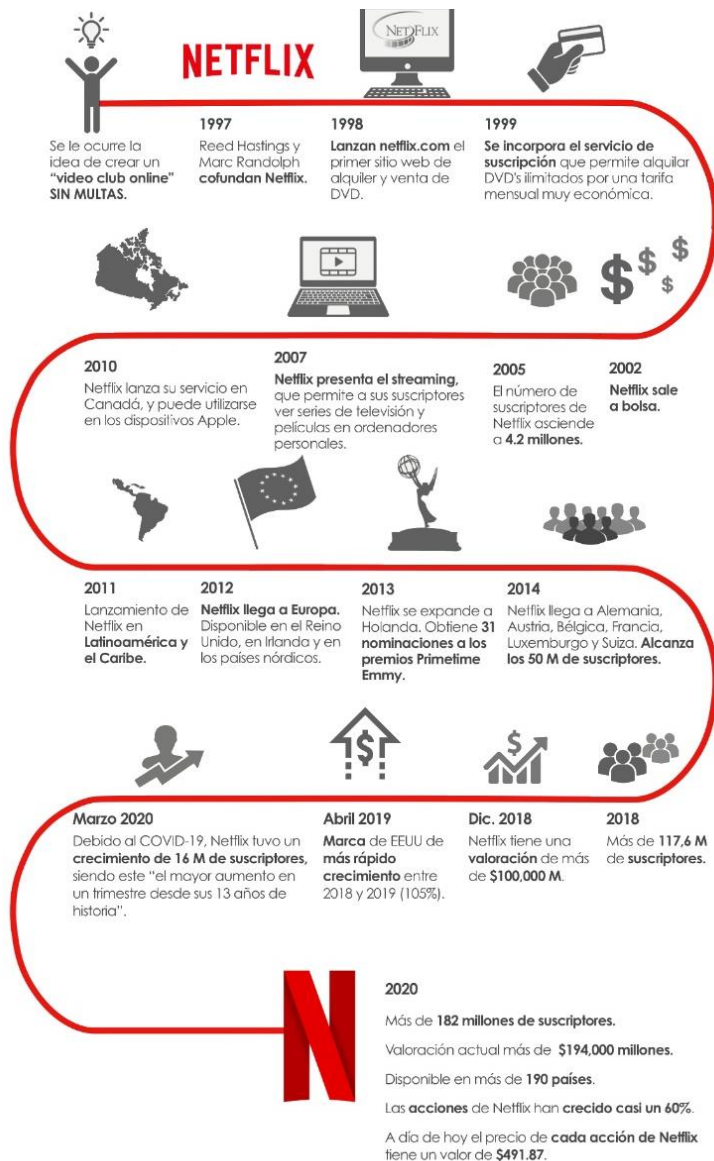 NETFLIX
NETFLIX
Se le ocurre la
idea de crear un
"video club online"
SIN MULTAS.
1997
Reed Hastings y
Marc Randolph
cofundan Netflix.
1998
Lanzan netflix.com el
primer sitio web de
alquiler y venta de
DVD.
1999
Se incorpora el servicio de
suscripción que permite alquilar
DVD's ilimitados por una tarifa
mensual muy económica.
$ $ $ $
2002
Netflix sale
a bolsa.
2005
El número de
suscriptores de
Netflix asciende
a 4.2 millones.
2007
Netflix presenta el streaming,
que permite a sus suscriptores
ver series de televisión y
películas en ordenadores
personales.
2010
Netflix lanza su servicio en
Canadá, y puede utilizarse
en los dispositivos Apple.
2011
Lanzamiento de
Netflix en
Latinoamérica y
el Caribe.
2012
Netflix llega a Europa.
Disponible en el Reino
Unido, en Irlanda y en
los países nórdicos.
2013
Netflix se expande a
Holanda. Obtiene 31
nominaciones a los
premios Primetime
Emmy.
2014
Netflix llega a Alemania,
Austria, Bélgica, Francia,
Luxemburgo y Suiza. Alcanza
los 50 M de suscriptores.
$
$
2018
Más de 117,6 M
de suscriptores.
Dic. 2018
Netflix tiene una
valoración de más
de $100,000 M.
Abril 2019
Marca de EEUU de
más rápido
crecimiento entre
2018 y 2019 (105%).
Marzo 2020
Debido al COVID-19, Netflix tuvo un
crecimiento de 16 M de suscriptores,
siendo este "el mayor aumento en
un trimestre desde sus 13 años de
historia".
N
2020
Más de 182 millones de suscriptores.
Valoración actual más de $194,000 millones.
Disponible en más de 190 países.
Las acciones de Netflix han crecido casi un 60%.
A día de hoy el precio de cada acción de Netflix
tiene un valor de $491.87.